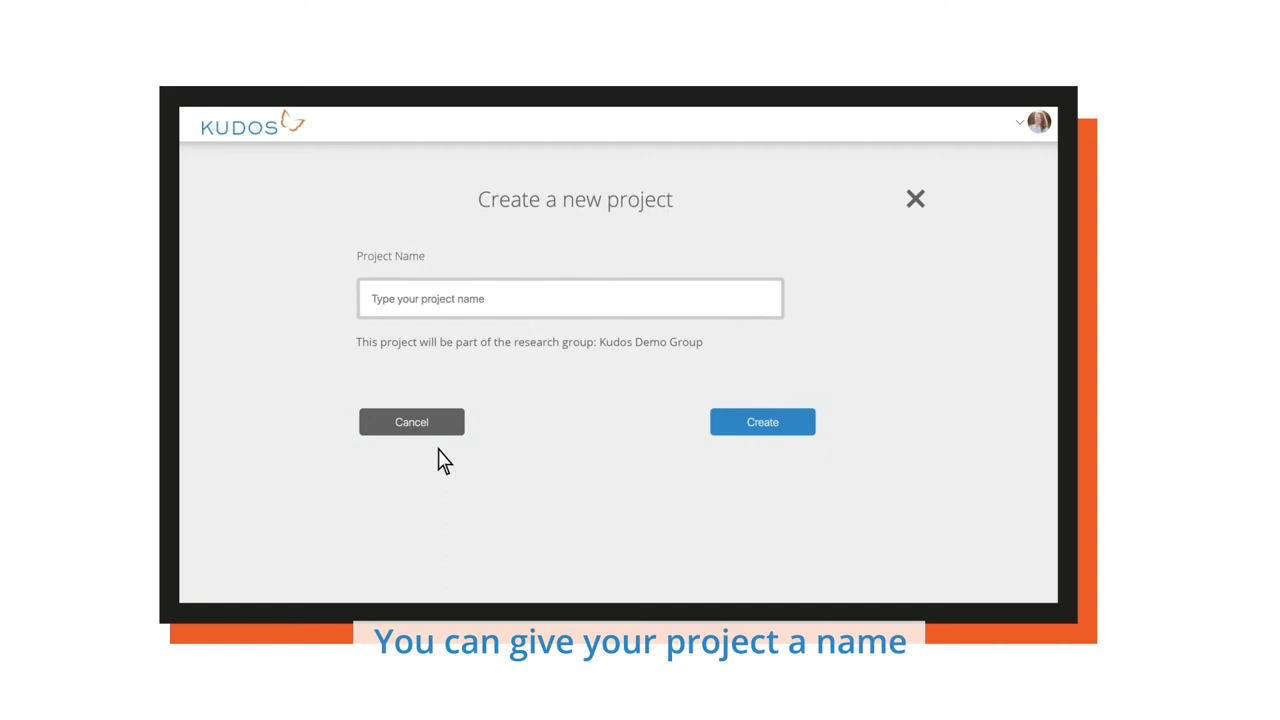 KUDOS
Create a new project
Project Name
Type your project name
This project will be part of the research group: Kudos Demo Group
Cancel
Create
You can give your project a name